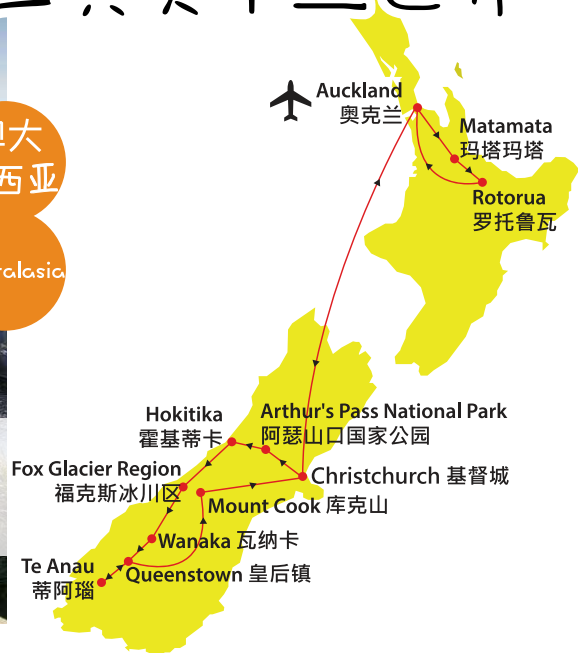 大
西亚
alasia
Auckland
奥克兰
Matamata
玛塔玛塔
Rotorua
罗托鲁瓦
Hokitika
霍基蒂卡
Arthur's Pass National Park
阿瑟山口国家公园
Christchurch 基督城
Fox Glacier Region
福克斯冰川区
Mount Cook 库克山
Wanaka 瓦纳卡
Te Anau
蒂阿瑙
Queenstown 皇后镇